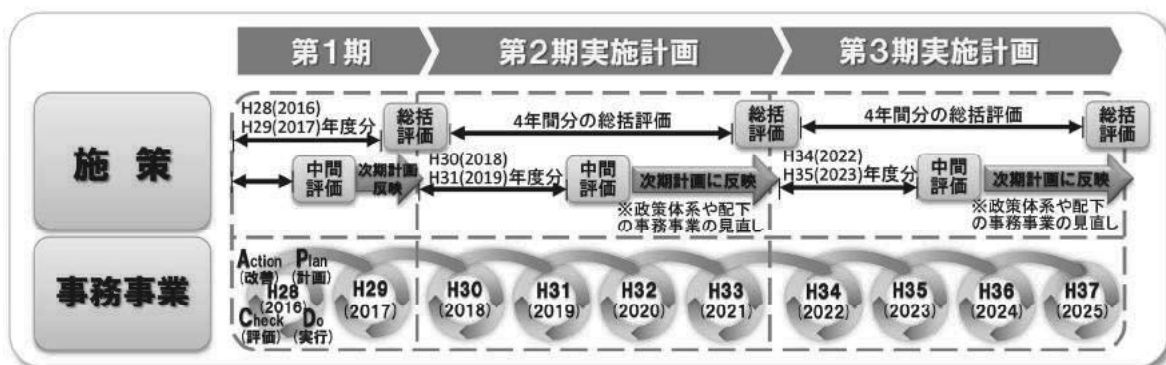 第1期
第2期実施計画
第3期実施計画
施 策
H28(2016)
H29(2017)年度分
総括
評価
4年間分の総括評価
総括
評価
4年間分の総括評価
総括
評価
中間
評価
次期計画
反映
H30(2018)
H31(2019)年度分
中間
評価
次期計画に反映
※政策体系や配下
の事務事業の見直し
H34(2022)
H35(2023)年度分
中間
評価
次期計画に反映
※政策体系や配下
の事務事業の見直し
事務事業
Action
(改善)
Plan
(計画)
H28
(2016)
Check
(評価)
Do
(実行)
H29
(2017)
H30
(2018)
H31
(2019)
H32
(2020)
H33
(2021)
H34
(2022)
H35
(2023)
H36
(2024)
H37
(2025)